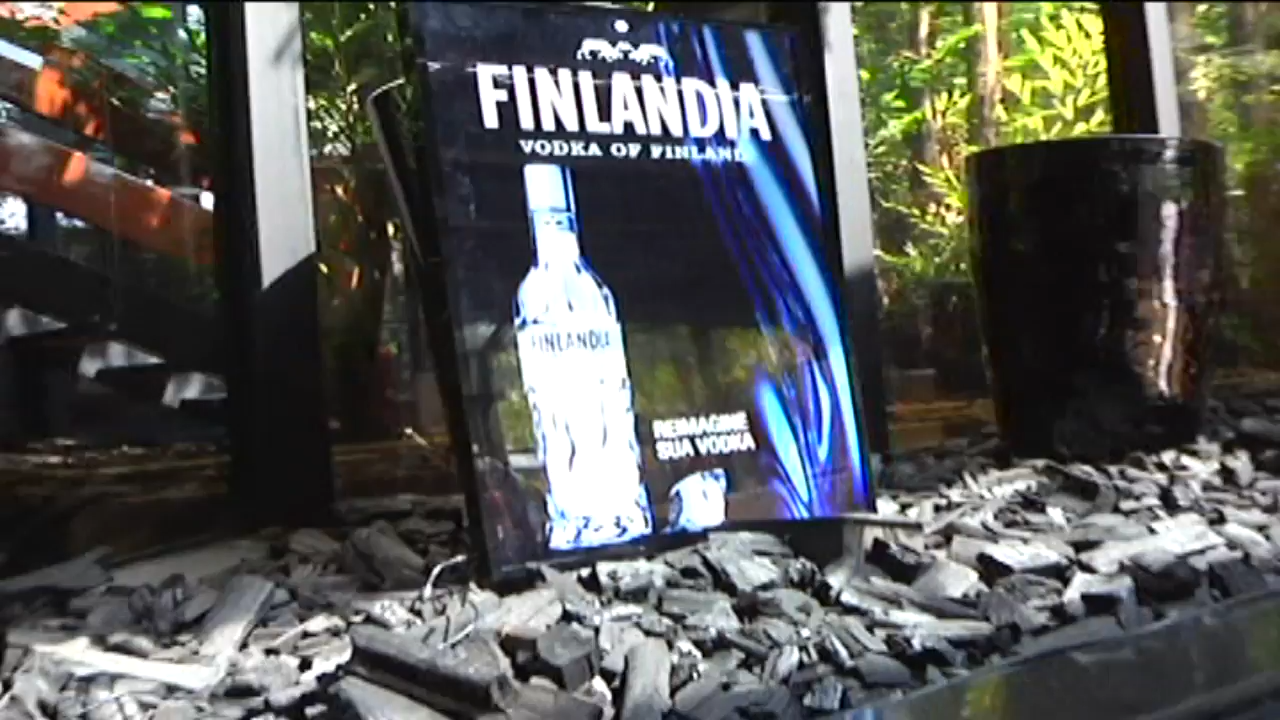 FINLANDIA
VODKA OF FINLAND
FINLANDIA
REIMAGINE
SUA VODKA